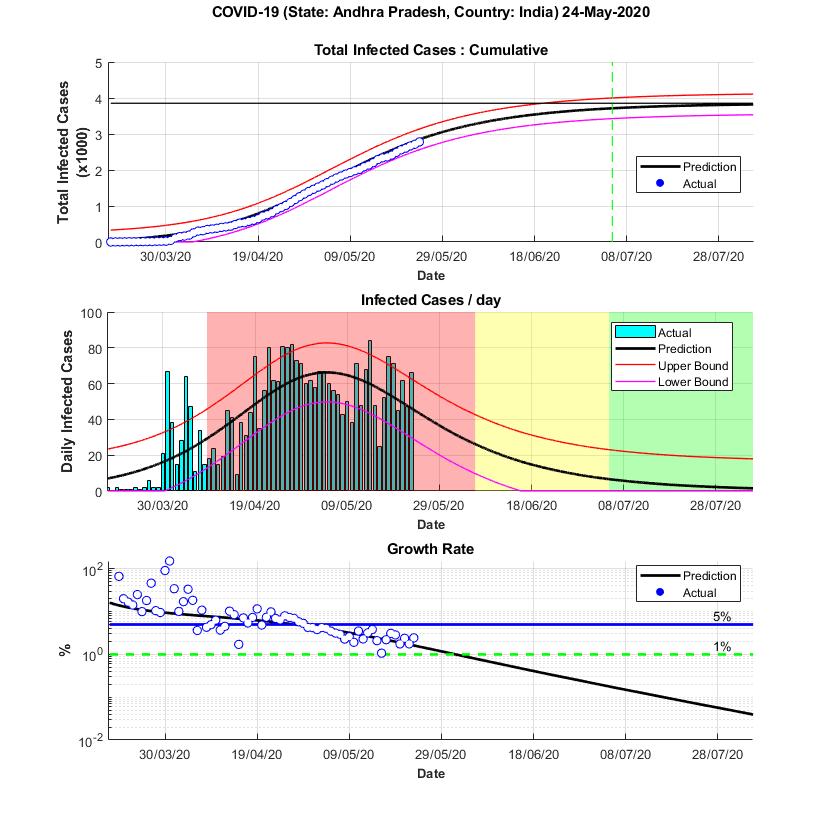 COVID-19 (State: Andhra Pradesh, Country: India) 24-May-2020
Total Infected Cases : Cumulative
5
4
3
2
1
0
Total Infected Cases
(x1000)
Prediction
Actual
30/03/20 19/04/20 09/05/20 29/05/20 18/06/20 08/07/20 28/07/20
Date
Infected Cases / day
100
80
60
40
20
0
Daily Infected Cases
Actual
Prediction
Upper Bound
Lower Bound
30/03/20 19/04/20 09/05/20 29/05/20 18/06/20 08/07/20 28/07/20
Date
Growth Rate
10^2
10^0
10^-2
%
Prediction
Actual
5%
1%
30/03/20 19/04/20 09/05/20 29/05/20 18/06/20 08/07/20 28/07/20
Date